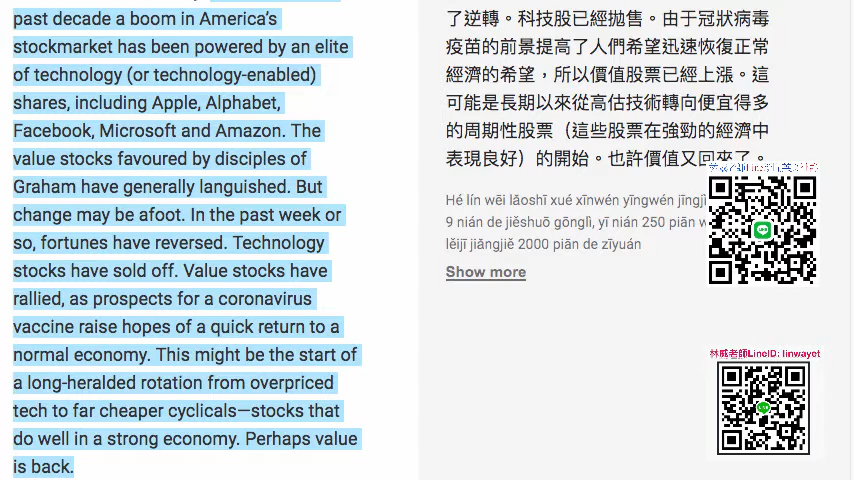 past decade a boom in America's
stockmarket has been powered by an elite
of technology (or technology-enabled)
shares, including Apple, Alphabet,
Facebook, Microsoft and Amazon. The
value stocks favoured by disciples of
Graham have generally languished. But
change may be afoot. In the past week or
so, fortunes have reversed. Technology
stocks have sold off. Value stocks have
rallied, as prospects for a coronavirus
vaccine raise hopes of a quick return to a
normal economy. This might be the start of
a long-heralded rotation from overpriced
tech to far cheaper cyclicals—stocks that
do well in a strong economy. Perhaps value
is back.
了逆轉。科技股已經拋售。由于冠狀病毒
疫苗的前景提高了人們希望迅速恢復正常
經濟的希望，所以價值股票已經上漲。這
可能是長期以來從高估技術轉向便宜得多
的周期性股票（這些股票在強勁的經濟中
表現良好）的開始。也許價值又回來了。
Hé lín wēi lǎoshī xué xīnwén yīngwén jīngjì
9 nián de jiěshuō gōnglì, yī nián 250 piān w
lěijī jiǎngjiě 2000 piān de zīyuán
Show more
林威老師LineID: linwayet